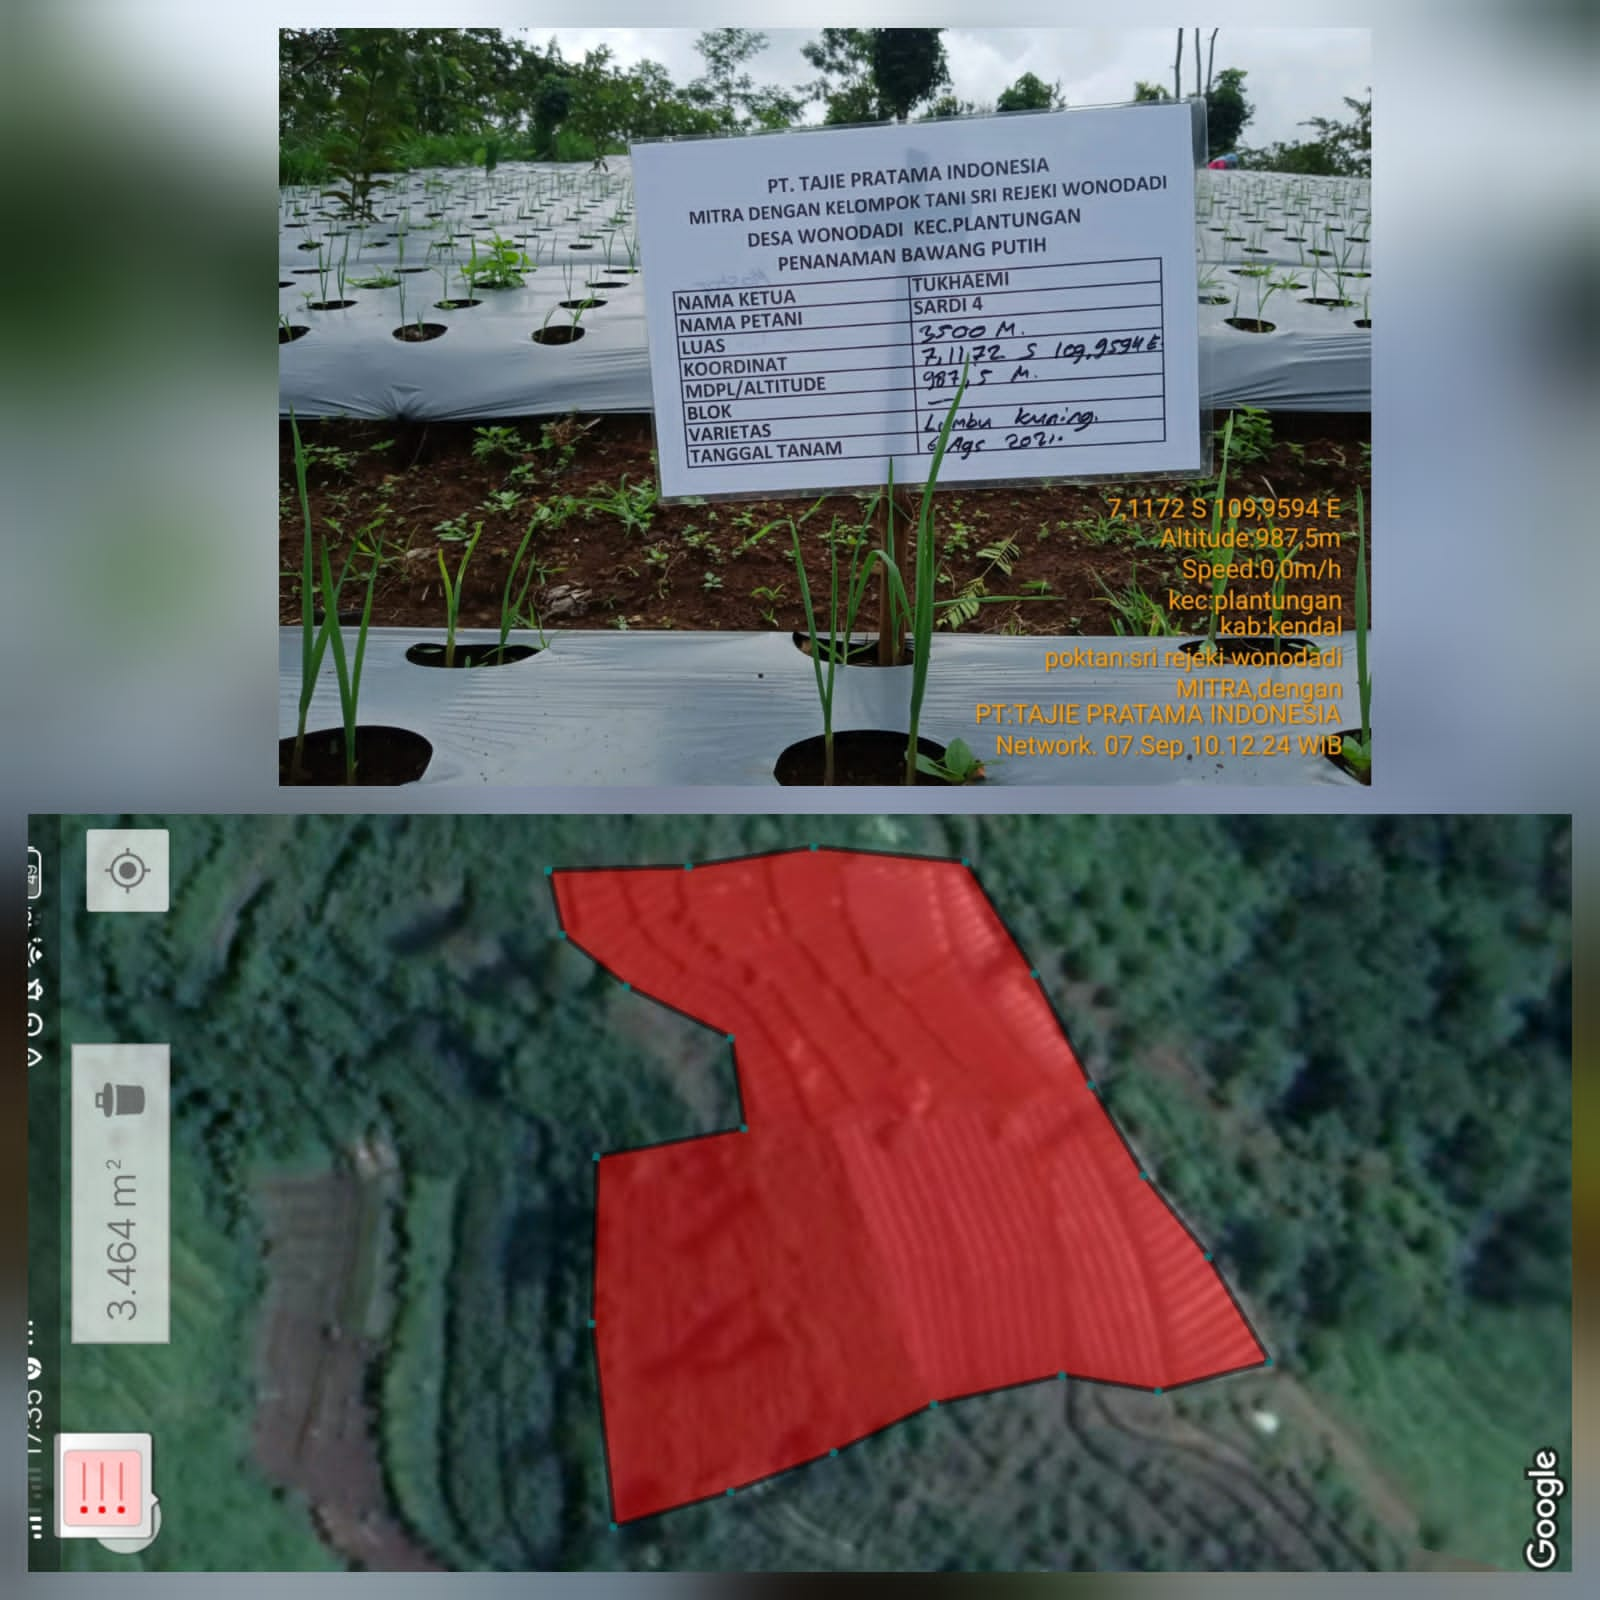 PT. TAJIE PRATAMA INDONESIA
MITRA DENGAN KELOMPOK TANI SRI REJEKI WONODADI
DESA WONODADI KEC.PLANTUNGAN
PENANAMAN BAWANG PUTIH
NAMA KETUA TUKHAEMI
NAMA PETANI SARDI 4
LUAS 3500 M.
KOORDINAT 7,1172 S 109,9594 E.
MDPL/ALTITUDE 987,5 M.
BLOK —
VARIETAS Lumbu Kuning.
TANGGAL TANAM 6 Ags 2021.
7,1172 S 109,9594 E
Altitude:987,5m
Speed:0,0m/h
kec:plantungan
kab:kendal
poktan:sri rejeki wonodadi
MITRA,dengan
PT:TAJIE PRATAMA INDONESIA
Network. 07.Sep,10.12.24 WIB
3.464 m²
Google